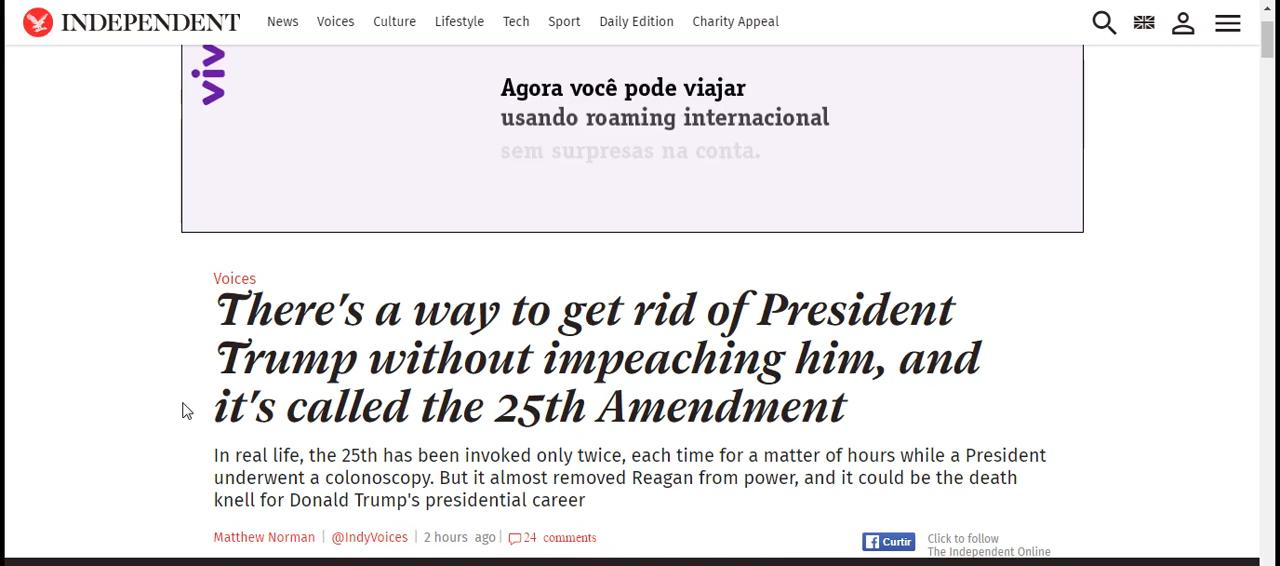 INDEPENDENT News Voices Culture Lifestyle Tech Sport Daily Edition Charity Appeal
viv
Agora você pode viajar
usando roaming internacional
sem surpresas na conta.
Voices
There's a way to get rid of President
Trump without impeaching him, and
it's called the 25th Amendment
In real life, the 25th has been invoked only twice, each time for a matter of hours while a President
underwent a colonoscopy. But it almost removed Reagan from power, and it could be the death
knell for Donald Trump's presidential career
Matthew Norman | @IndyVoices | 2 hours ago | 24 comments
Curtir Click to follow
The Independent Online